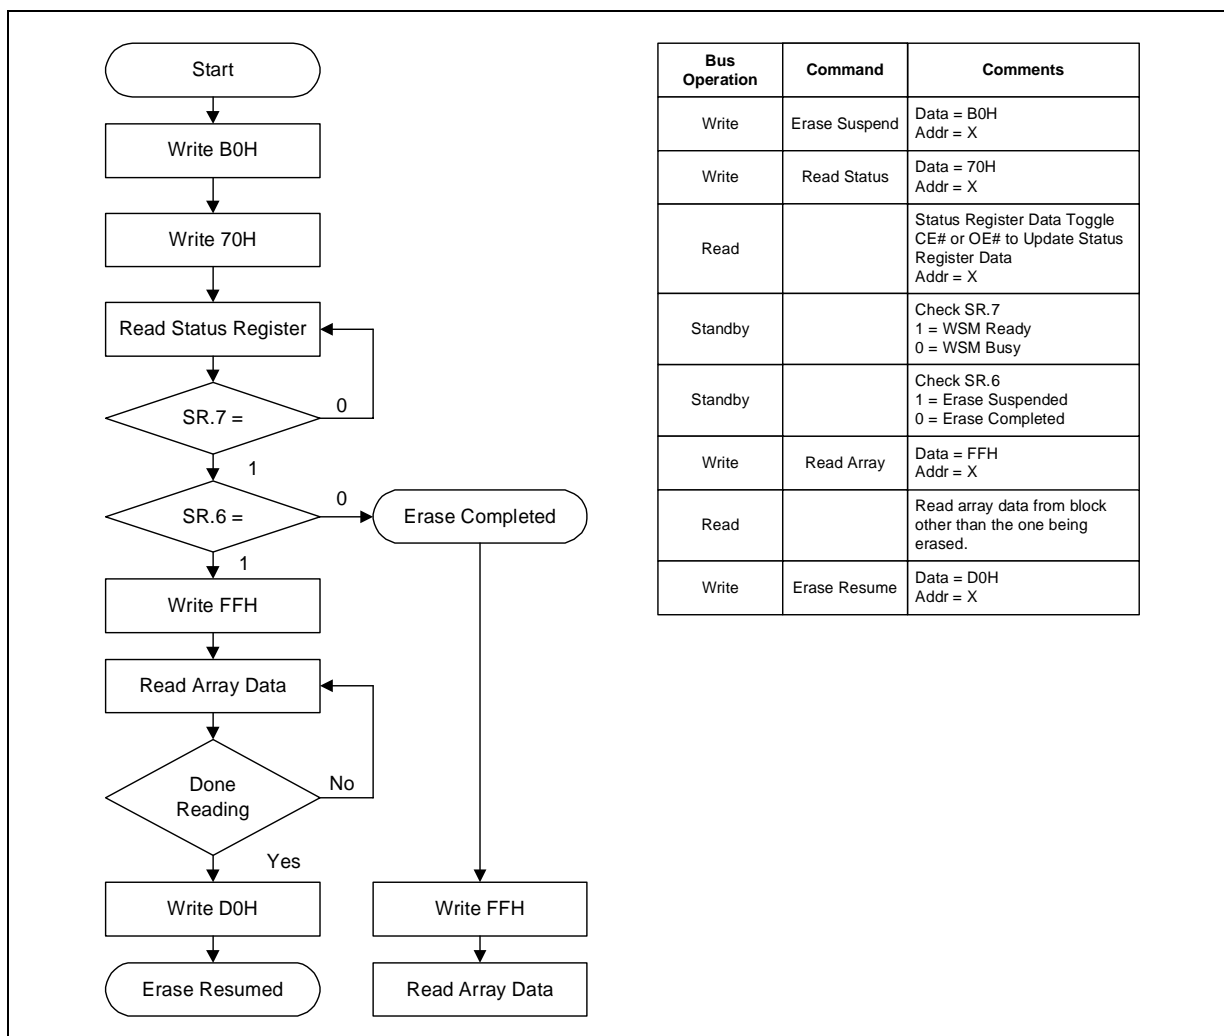 Start
Write B0H
Write 70H
Read Status Register
SR.7 =
0
1
SR.6 =
0
Erase Completed
1
Write FFH
Read Array Data
Done
Reading
No
Yes
Write D0H
Write FFH
Erase Resumed
Read Array Data
Bus
Operation
Command
Comments
Write
Erase Suspend
Data = B0H
Addr = X
Write
Read Status
Data = 70H
Addr = X
Read
Status Register Data Toggle
CE# or OE# to Update Status
Register Data
Addr = X
Standby
Check SR.7
1 = WSM Ready
0 = WSM Busy
Standby
Check SR.6
1 = Erase Suspended
0 = Erase Completed
Write
Read Array
Data = FFH
Addr = X
Read
Read array data from block
other than the one being
erased.
Write
Erase Resume
Data = D0H
Addr = X